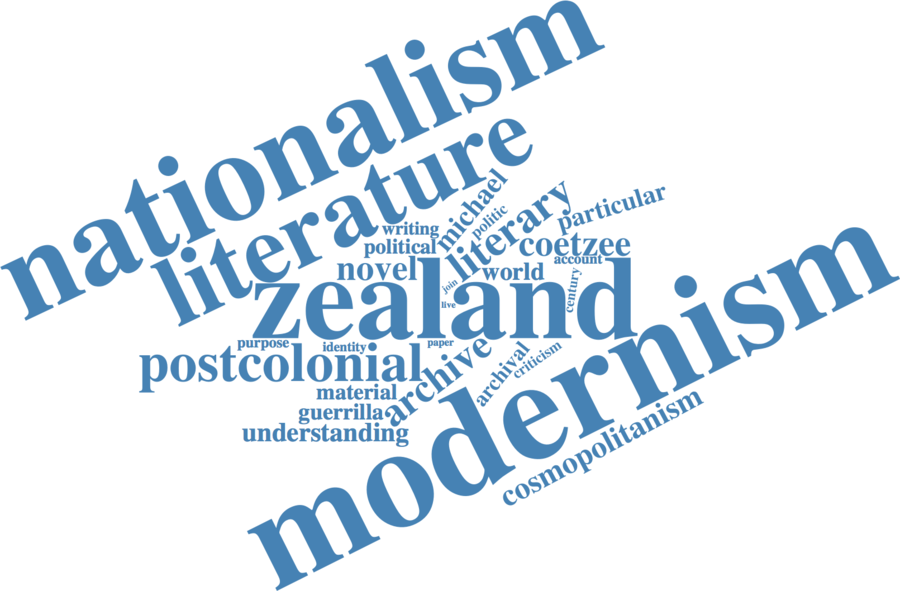 nationalism
literature
michael
politic
literary
particular
writing
political
coetzee
account
novel
world
century
join
live
zealand
purpose
identity
paper
postcolonial
archive
archival
criticism
material
guerrilla
understanding
modernism
cosmopolitanism